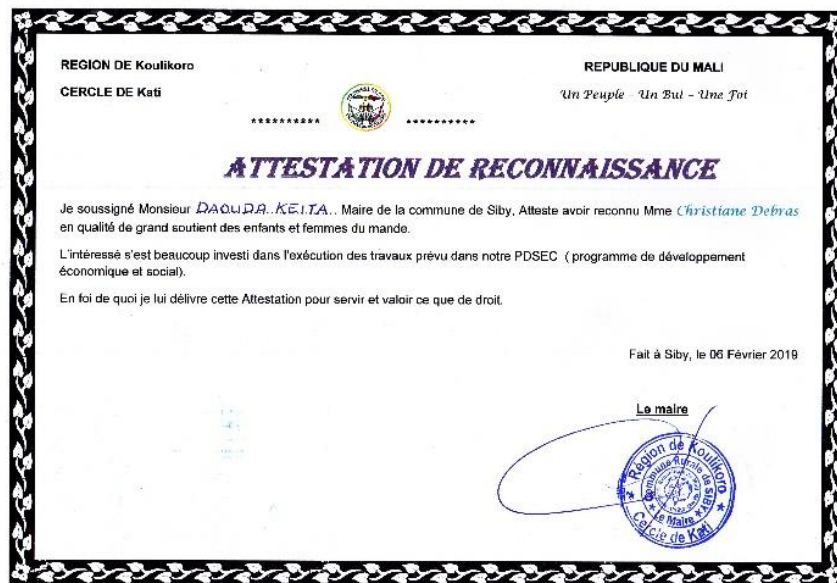 REGION DE Koulikoro
REPUBLIQUE DU MALI
CERCLE DE Kati
Un Peuple - Un But - Une Foi
********** **********
ATTESTATION DE RECONNAISSANCE
Je soussigné Monsieur DAOUDA..KEITA.. Maire de la commune de Siby, Atteste avoir reconnu Mme Christiane Debras
en qualité de grand soutient des enfants et femmes du mande.
L'intéressé s'est beaucoup investi dans l'exécution des travaux prévu dans notre PDSEC ( programme de développement
économique et social).
En foi de quoi je lui délivre cette Attestation pour servir et valoir ce que de droit.
Fait à Siby, le 06 Février 2019
Le maire
Région de Koulikoro
Commune Rurale de SIBY
Le Maire
Cercle de Kati